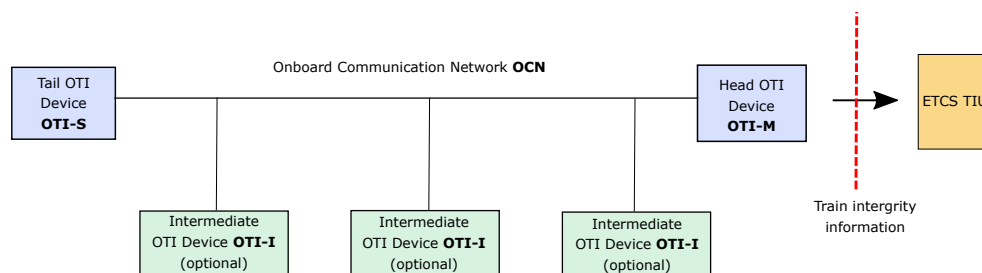 Onboard Communication Network OCN
Tail OTI
Device
OTI-S
Head OTI
Device
OTI-M
ETCS TIU
Train intergrity
information
Intermediate
OTI Device OTI-I
(optional)
Intermediate
OTI Device OTI-I
(optional)
Intermediate
OTI Device OTI-I
(optional)